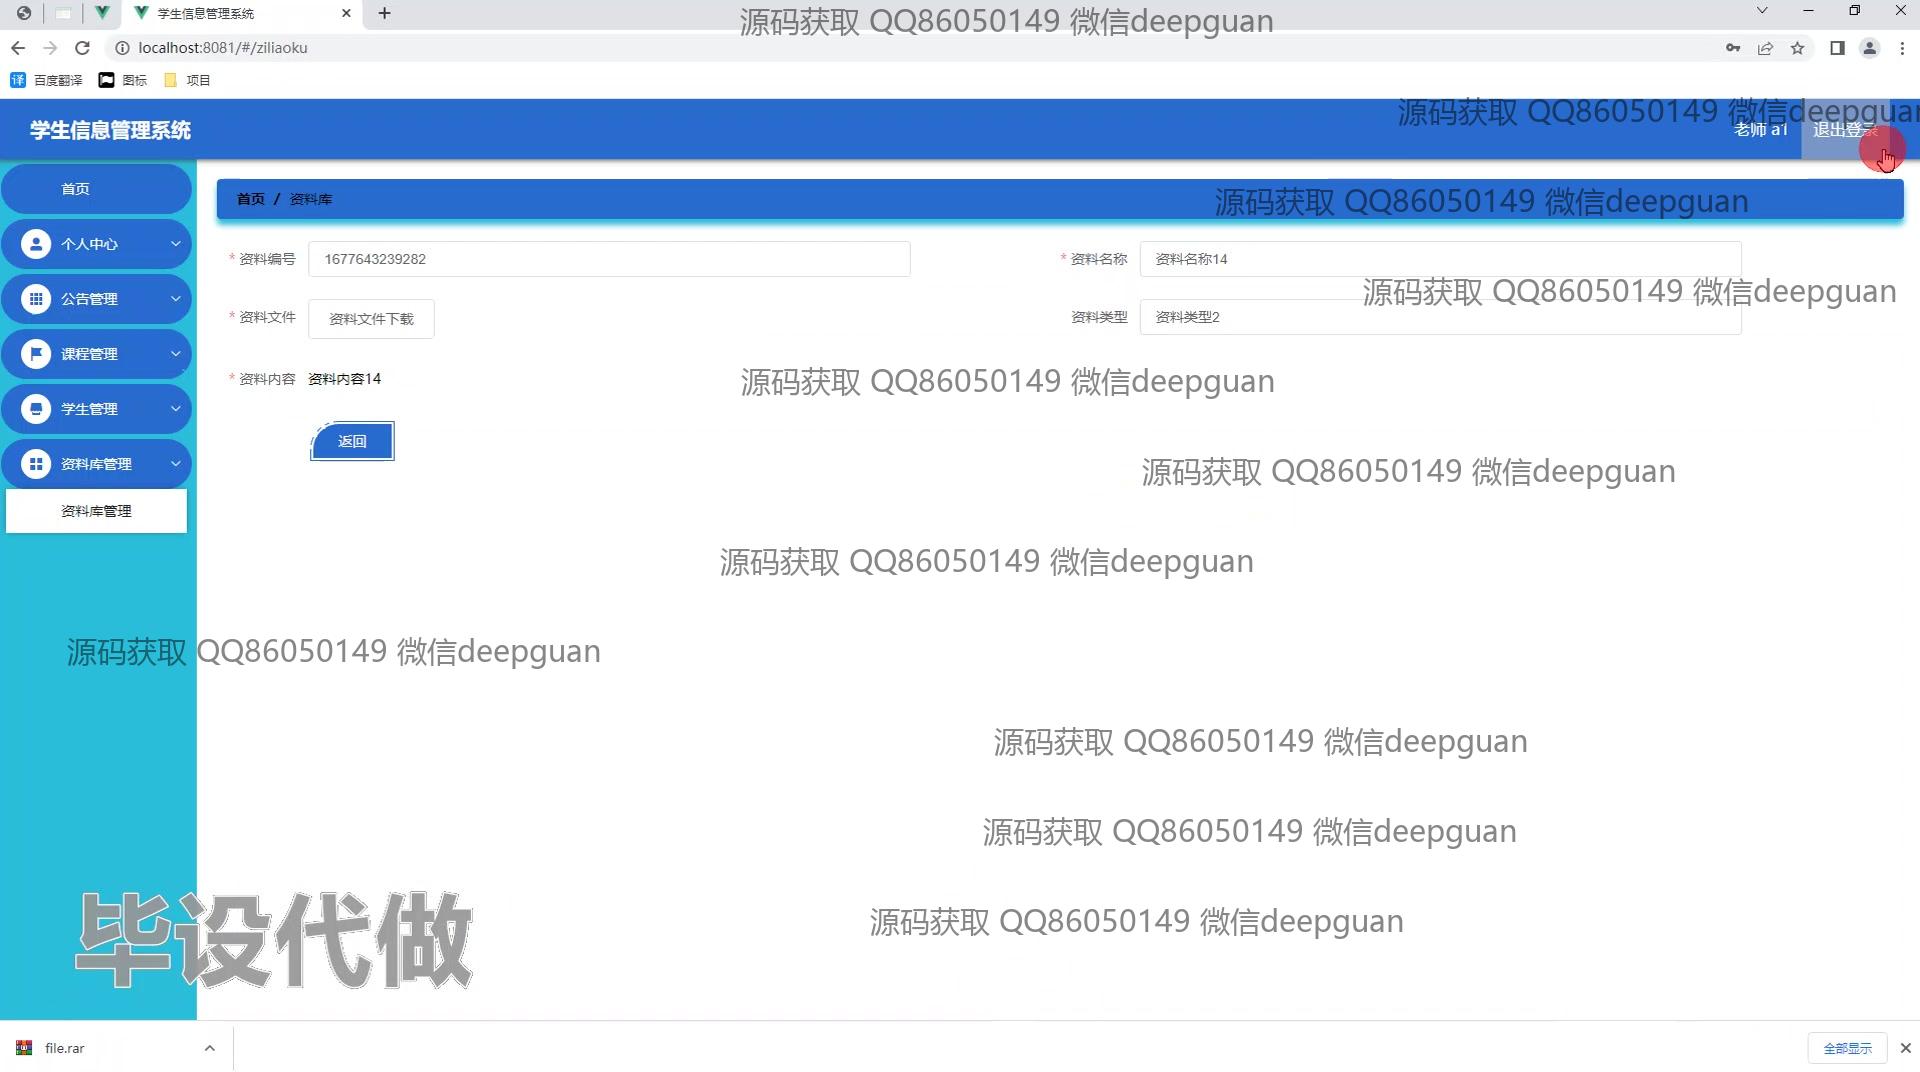 学生信息管理系统
源码获取 QQ86050149 微信deepguan
localhost:8081/#/ziliaoku
百度翻译 图标 项目
源码获取 QQ86050149 微信deepguan
学生信息管理系统 老师 a1 退出登录
首页
首页 / 资料库
源码获取 QQ86050149 微信deepguan
个人中心
* 资料编号 1677643239282 * 资料名称 资料名称14
公告管理
源码获取 QQ86050149 微信deepguan
* 资料文件 资料文件下载 资料类型 资料类型2
课程管理
* 资料内容 资料内容14
源码获取 QQ86050149 微信deepguan
学生管理
返回
资料库管理
源码获取 QQ86050149 微信deepguan
资料库管理
源码获取 QQ86050149 微信deepguan
源码获取 QQ86050149 微信deepguan
源码获取 QQ86050149 微信deepguan
源码获取 QQ86050149 微信deepguan
源码获取 QQ86050149 微信deepguan
毕设代做
file.rar 全部显示